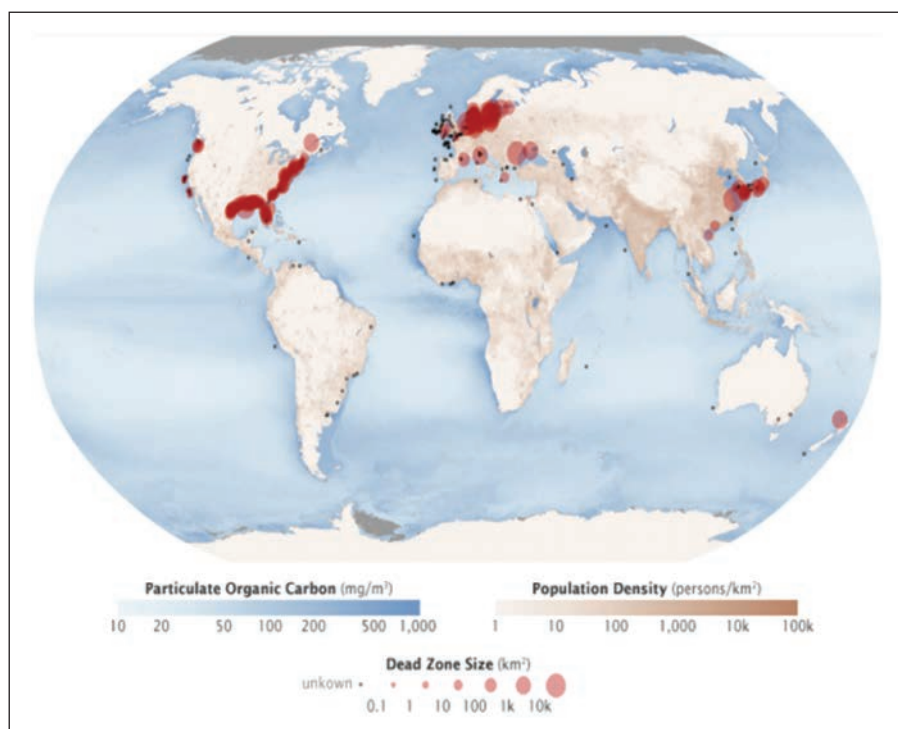 Particulate Organic Carbon (mg/m³)
10 20 50 100 200 500 1,000
Population Density (persons/km²)
1 10 100 1,000 10k 100k
Dead Zone Size (km²)
unkown
0.1 1 10 100 1k 10k